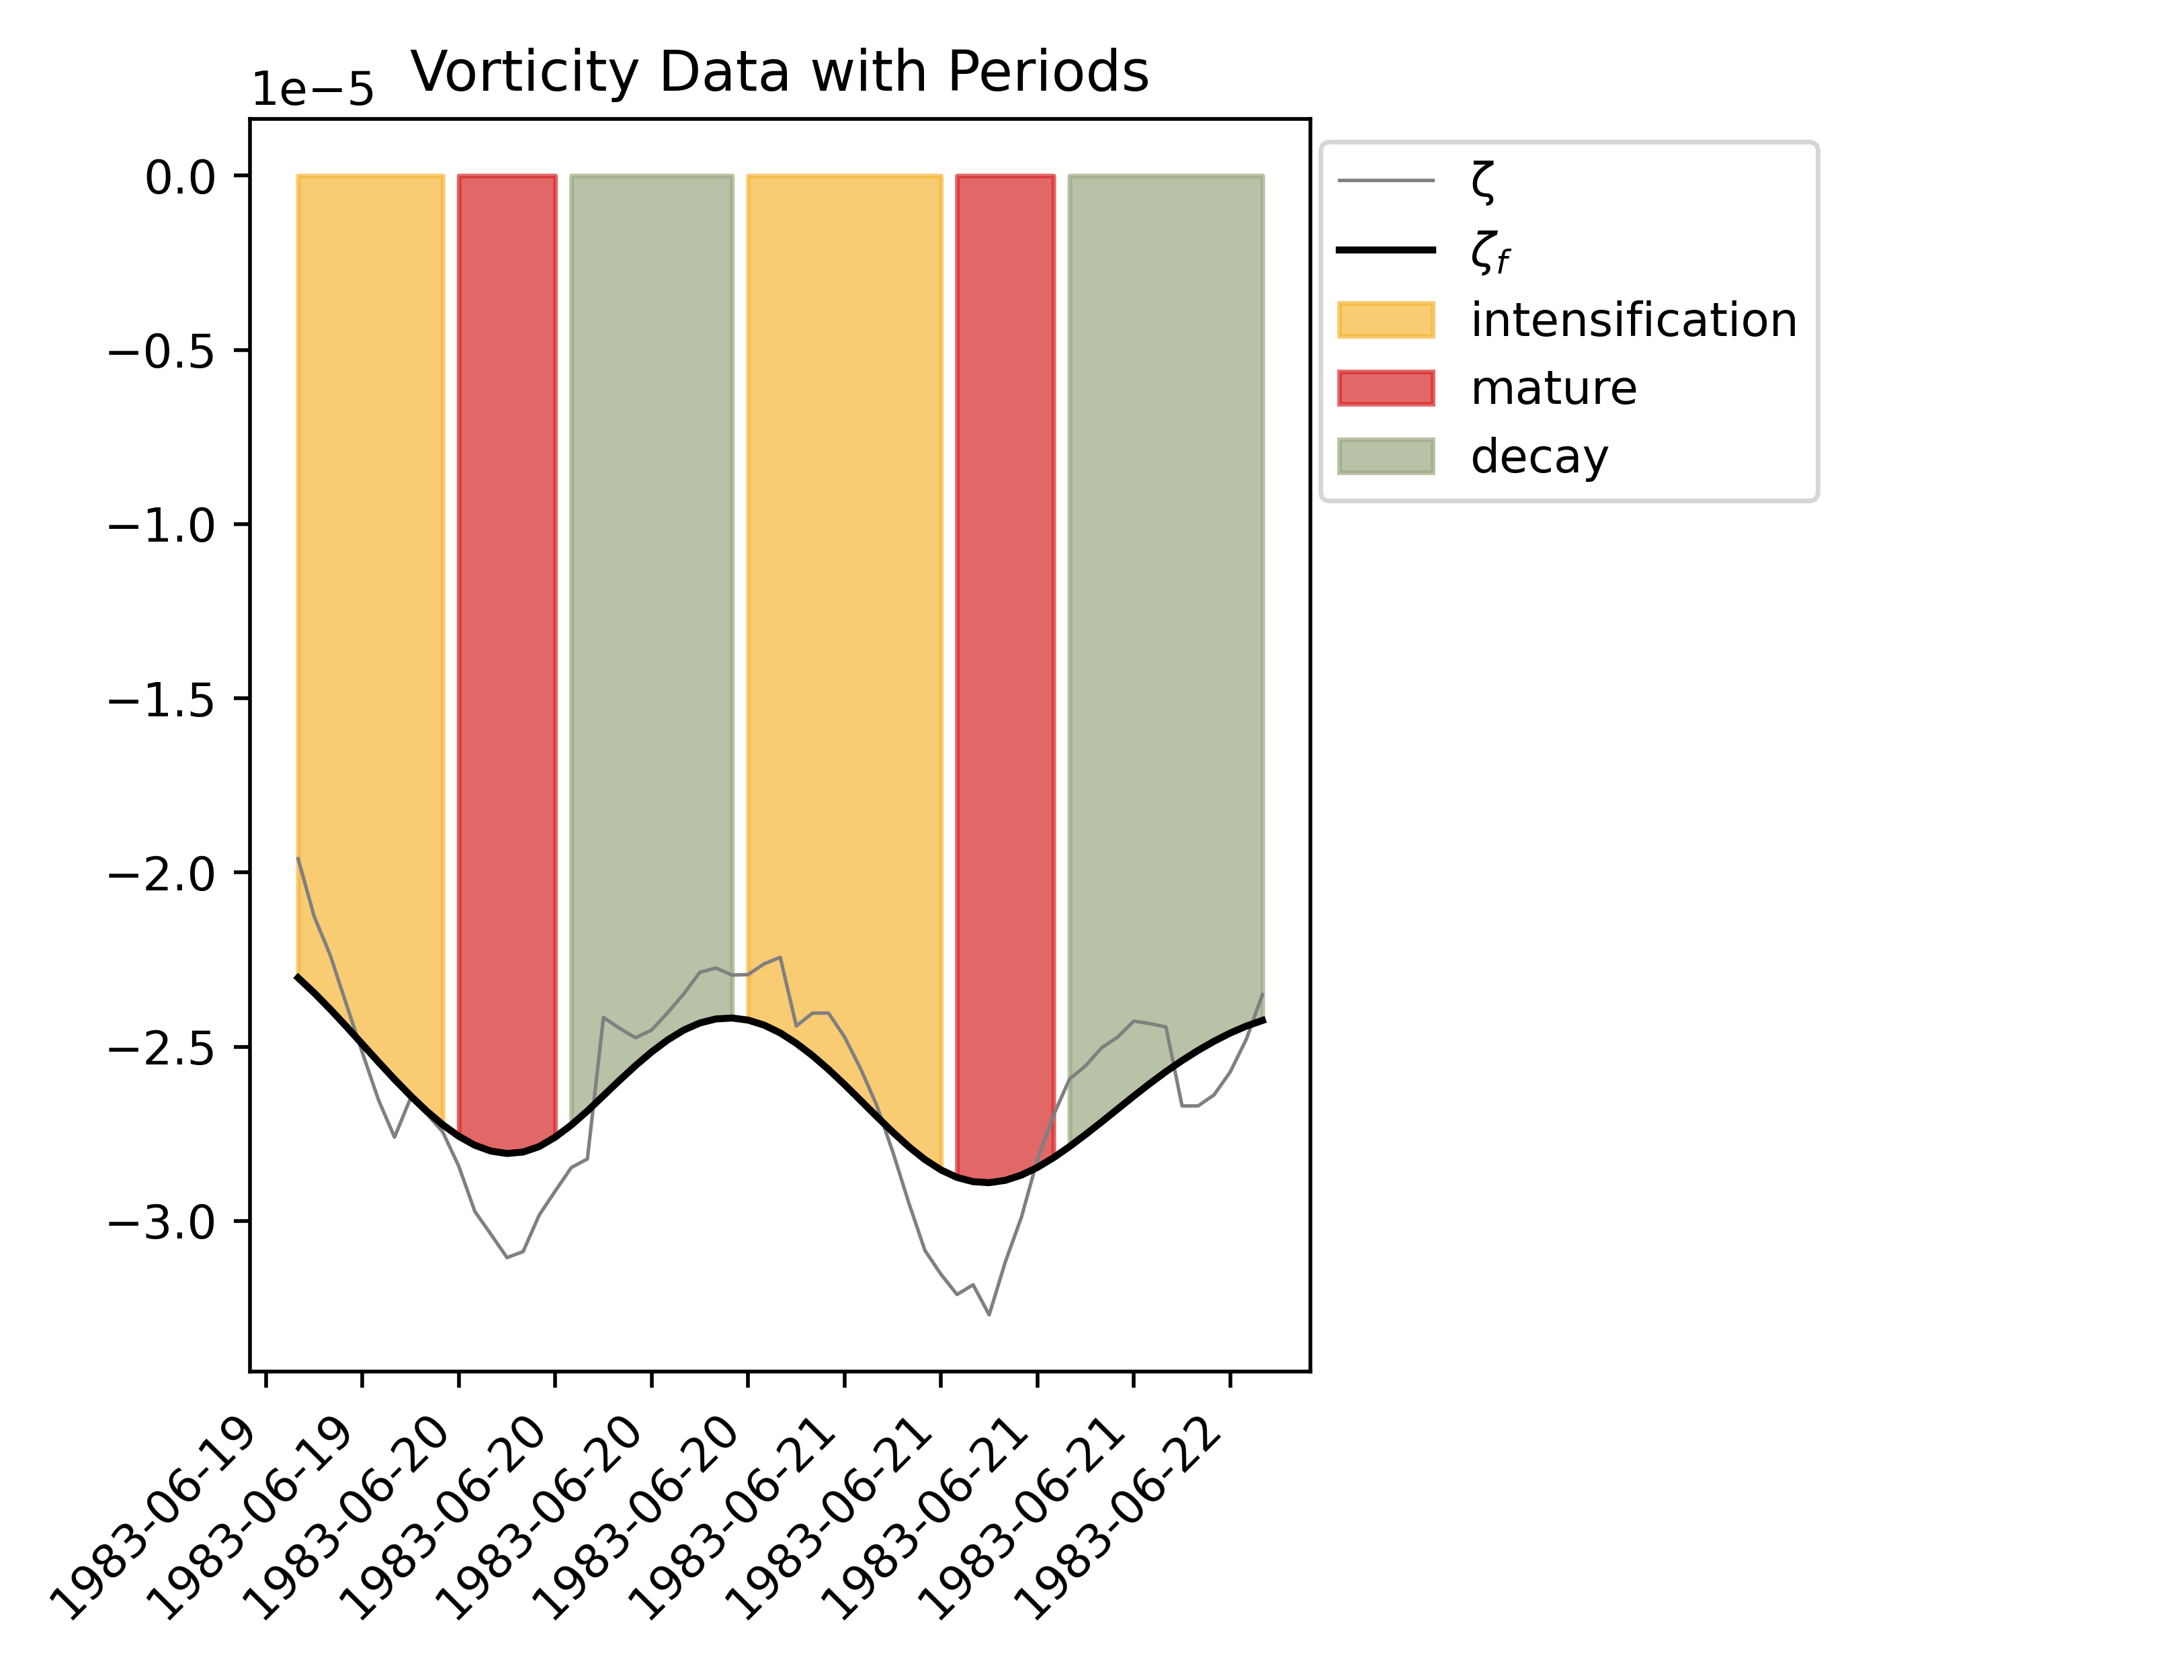 Vorticity Data with Periods
1e−5
0.0
−0.5
−1.0
−1.5
−2.0
−2.5
−3.0
1983-06-19
1983-06-19
1983-06-20
1983-06-20
1983-06-20
1983-06-20
1983-06-21
1983-06-21
1983-06-21
1983-06-21
1983-06-22
ζ
ζf
intensification
mature
decay